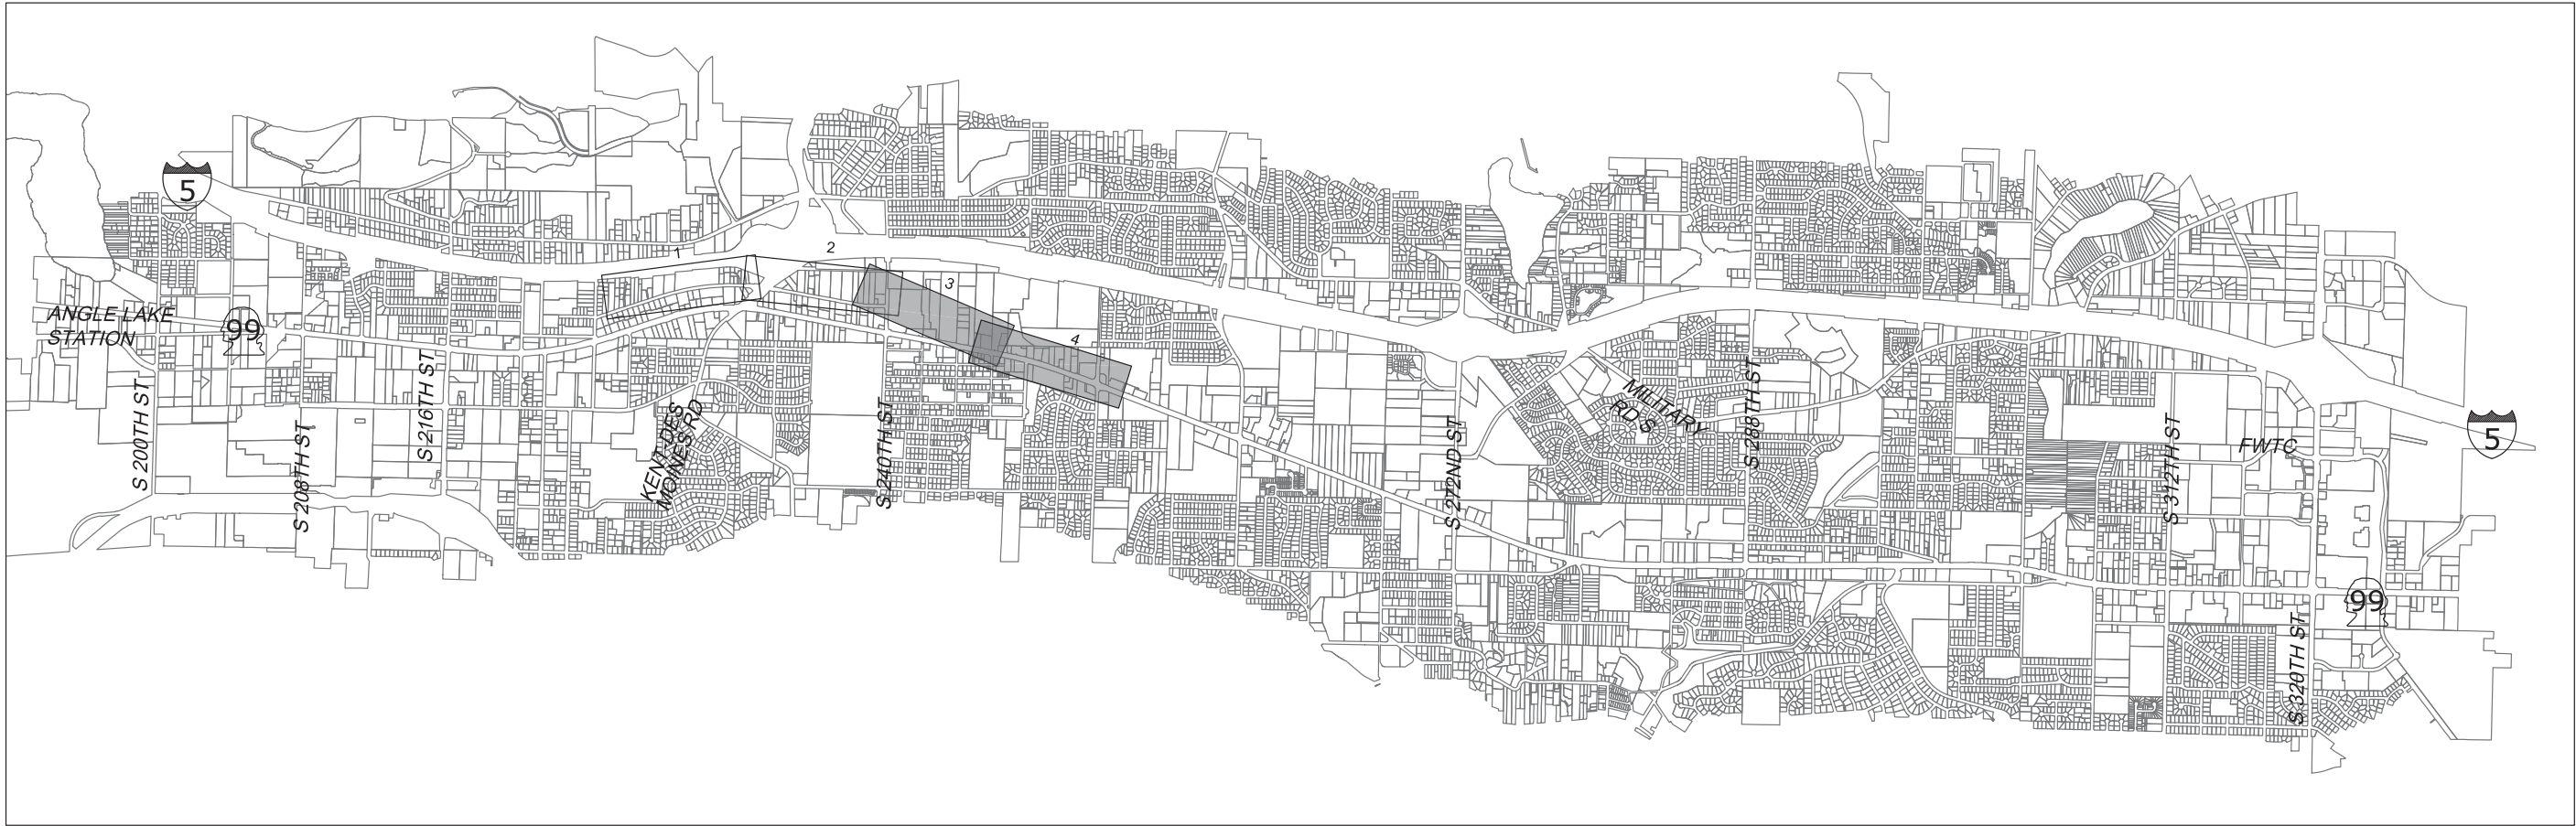 5
1
2
3
4
ANGLE LAKE
STATION
99
S 200TH ST
S 208TH ST
S 216TH ST
KENT-DES
MOINES RD
S 240TH ST
S 272ND ST
MILITARY
RD S
S 288TH ST
S 312TH ST
FWTC
5
99
S 320TH ST